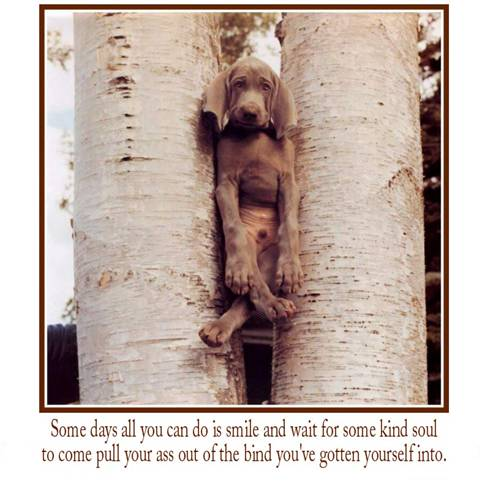 Some days all you can do is smile and wait for some kind soul
to come pull your ass out of the bind you've gotten yourself into.